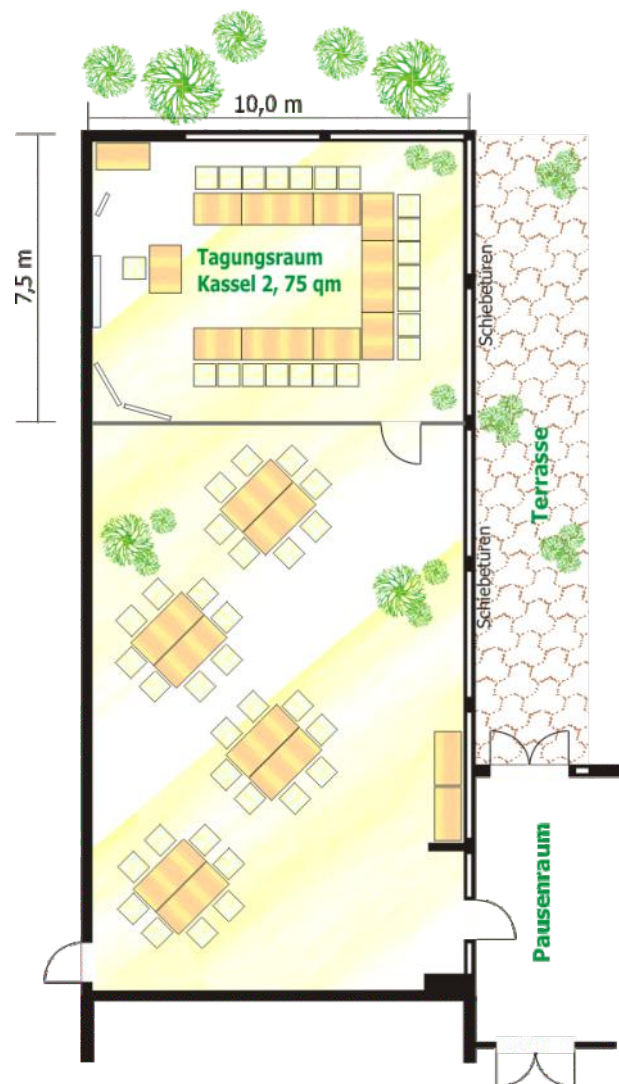 10,0 m
7,5 m
Tagungsraum
Kassel 2, 75 qm
Schiebetüren
Terrasse
Schiebetüren
Pausenraum